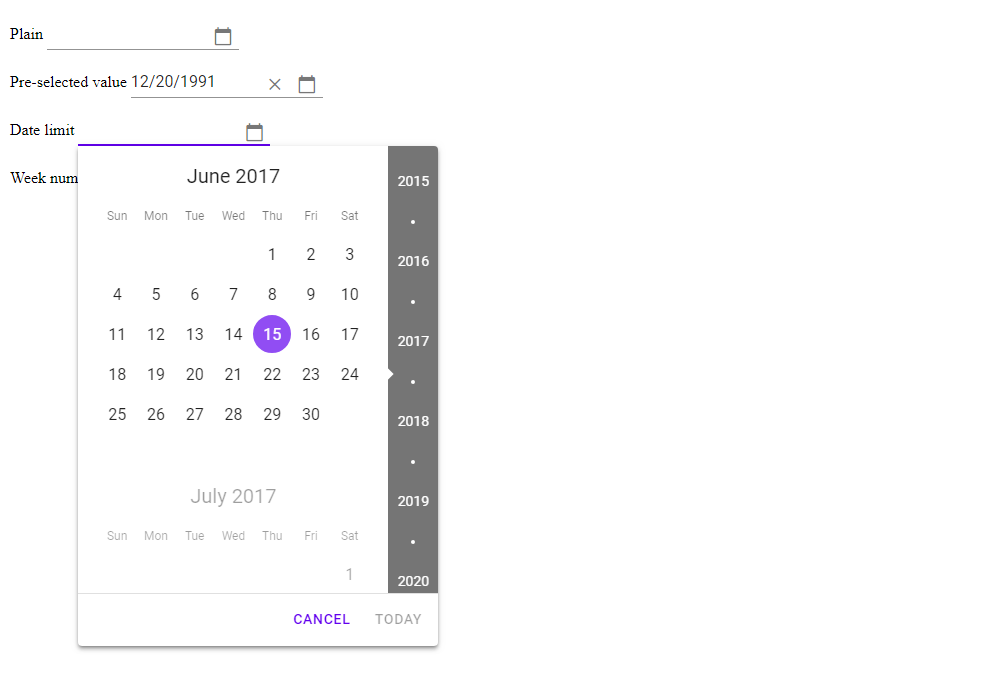 Plain
Pre-selected value 12/20/1991
Date limit
Week num
June 2017
Sun Mon Tue Wed Thu Fri Sat
1 2 3
4 5 6 7 8 9 10
11 12 13 14 15 16 17
18 19 20 21 22 23 24
25 26 27 28 29 30
July 2017
Sun Mon Tue Wed Thu Fri Sat
1
2015
2016
2017
2018
2019
2020
CANCEL TODAY